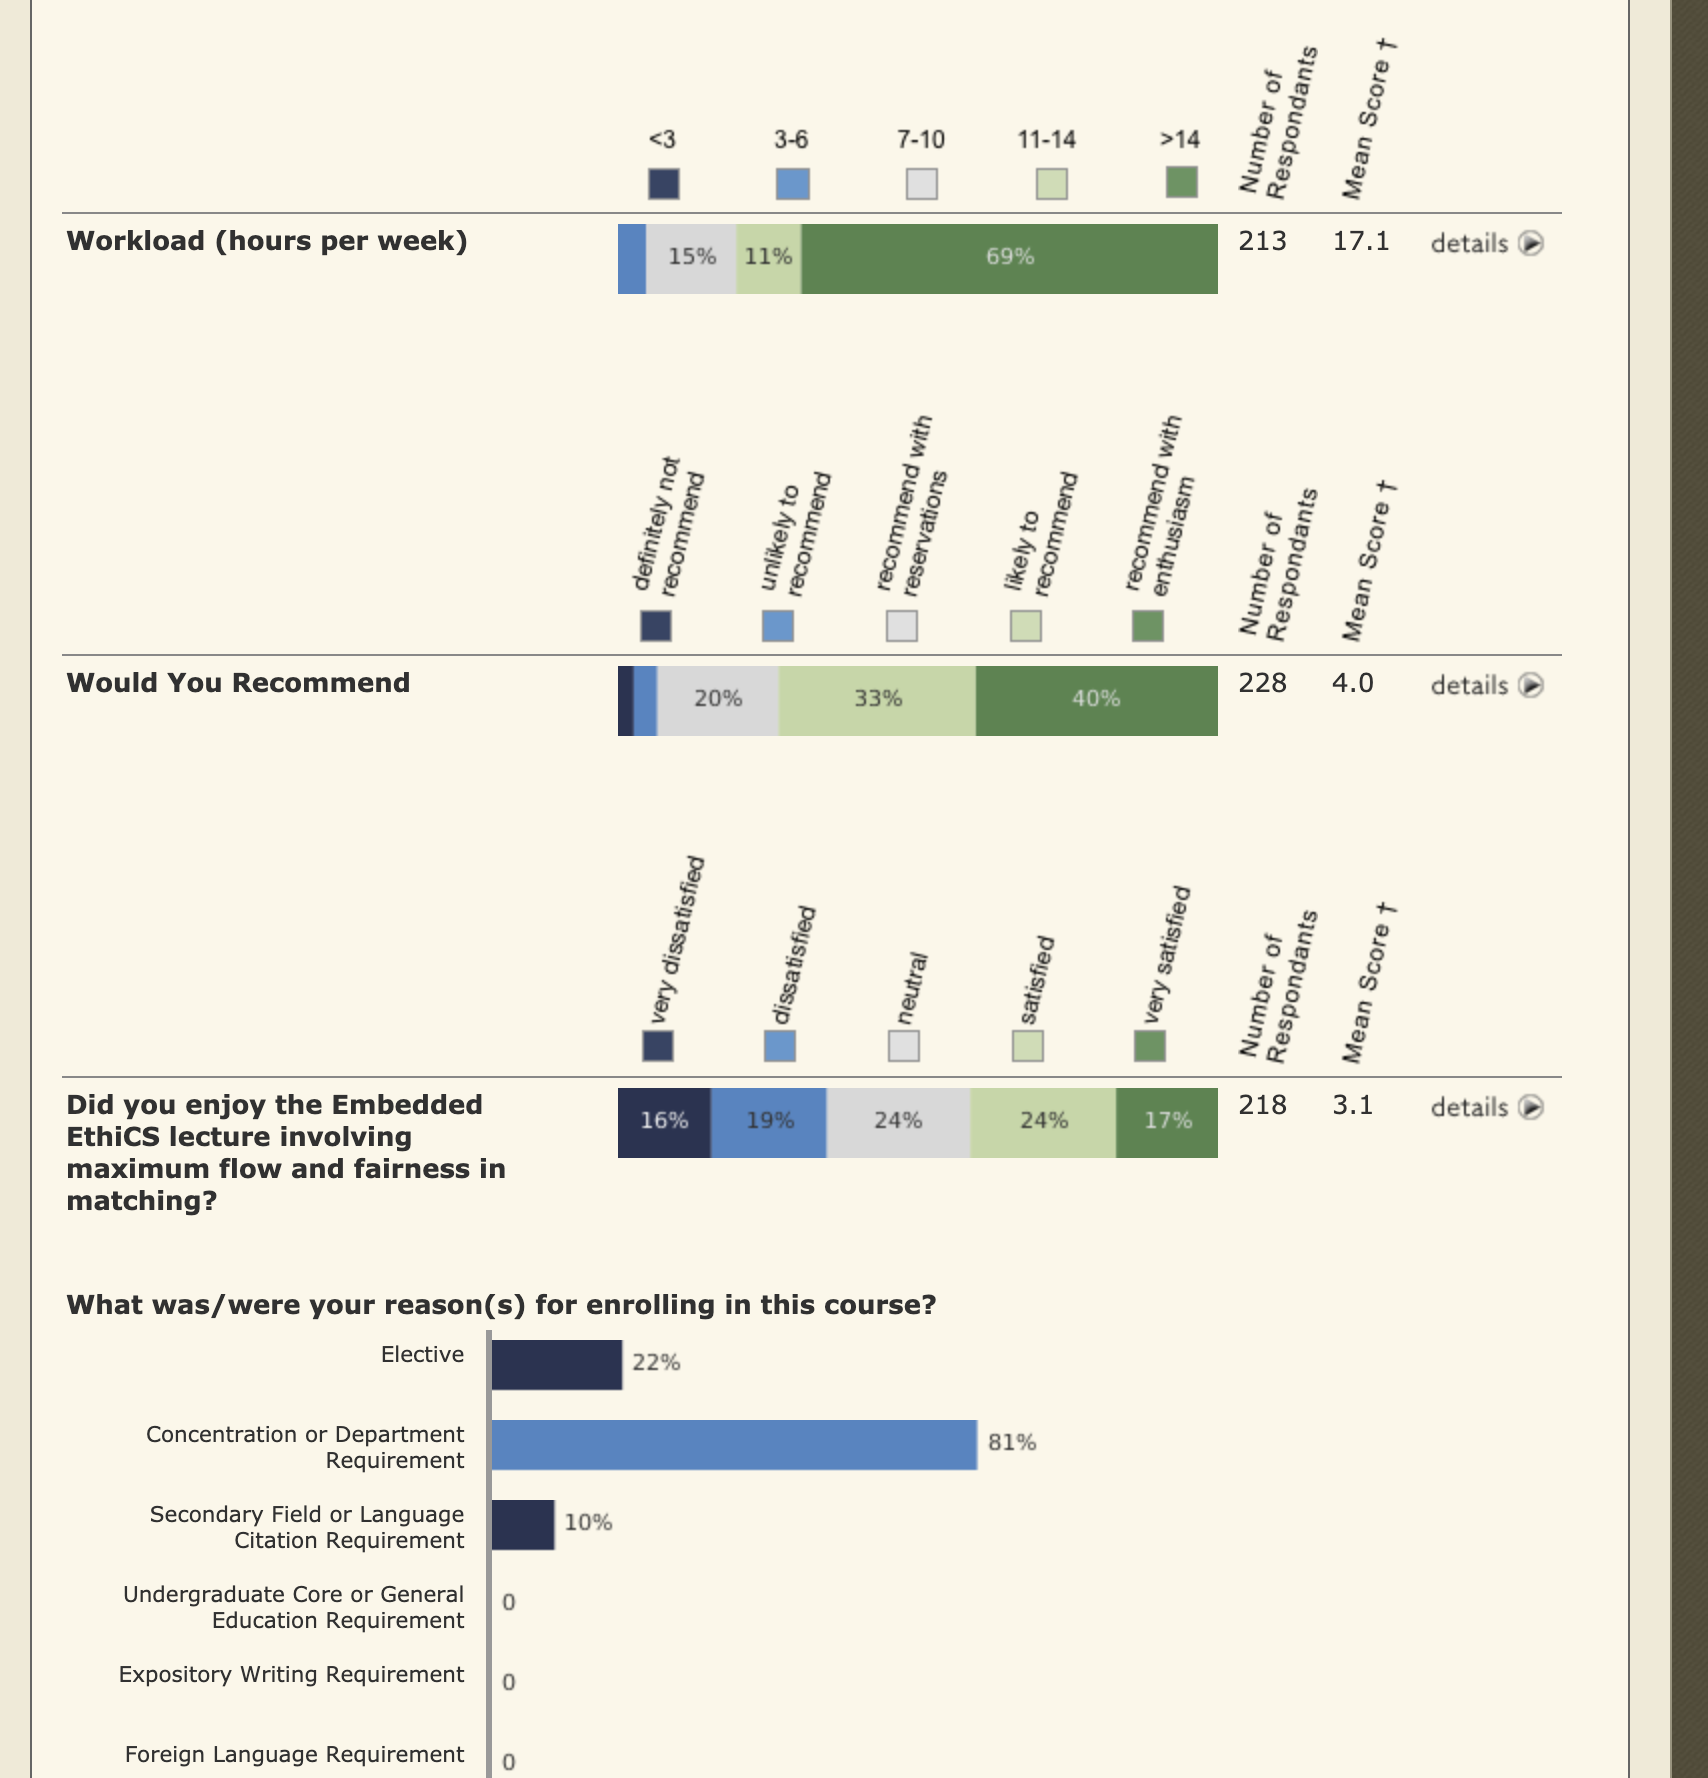 <3 3-6 7-10 11-14 >14
Number of
Respondants
Mean Score †
Workload (hours per week)
15% 11% 69%
213 17.1 details
definitely not
recommend
unlikely to
recommend
recommend with
reservations
likely to
recommend
recommend with
enthusiasm
Number of
Respondants
Mean Score †
Would You Recommend
20% 33% 40%
228 4.0 details
very dissatisfied
dissatisfied
neutral
satisfied
very satisfied
Number of
Respondants
Mean Score †
Did you enjoy the Embedded
EthiCS lecture involving
maximum flow and fairness in
matching?
16% 19% 24% 24% 17%
218 3.1 details
What was/were your reason(s) for enrolling in this course?
Elective 22%
Concentration or Department
Requirement
81%
Secondary Field or Language
Citation Requirement
10%
Undergraduate Core or General
Education Requirement
0
Expository Writing Requirement 0
Foreign Language Requirement 0